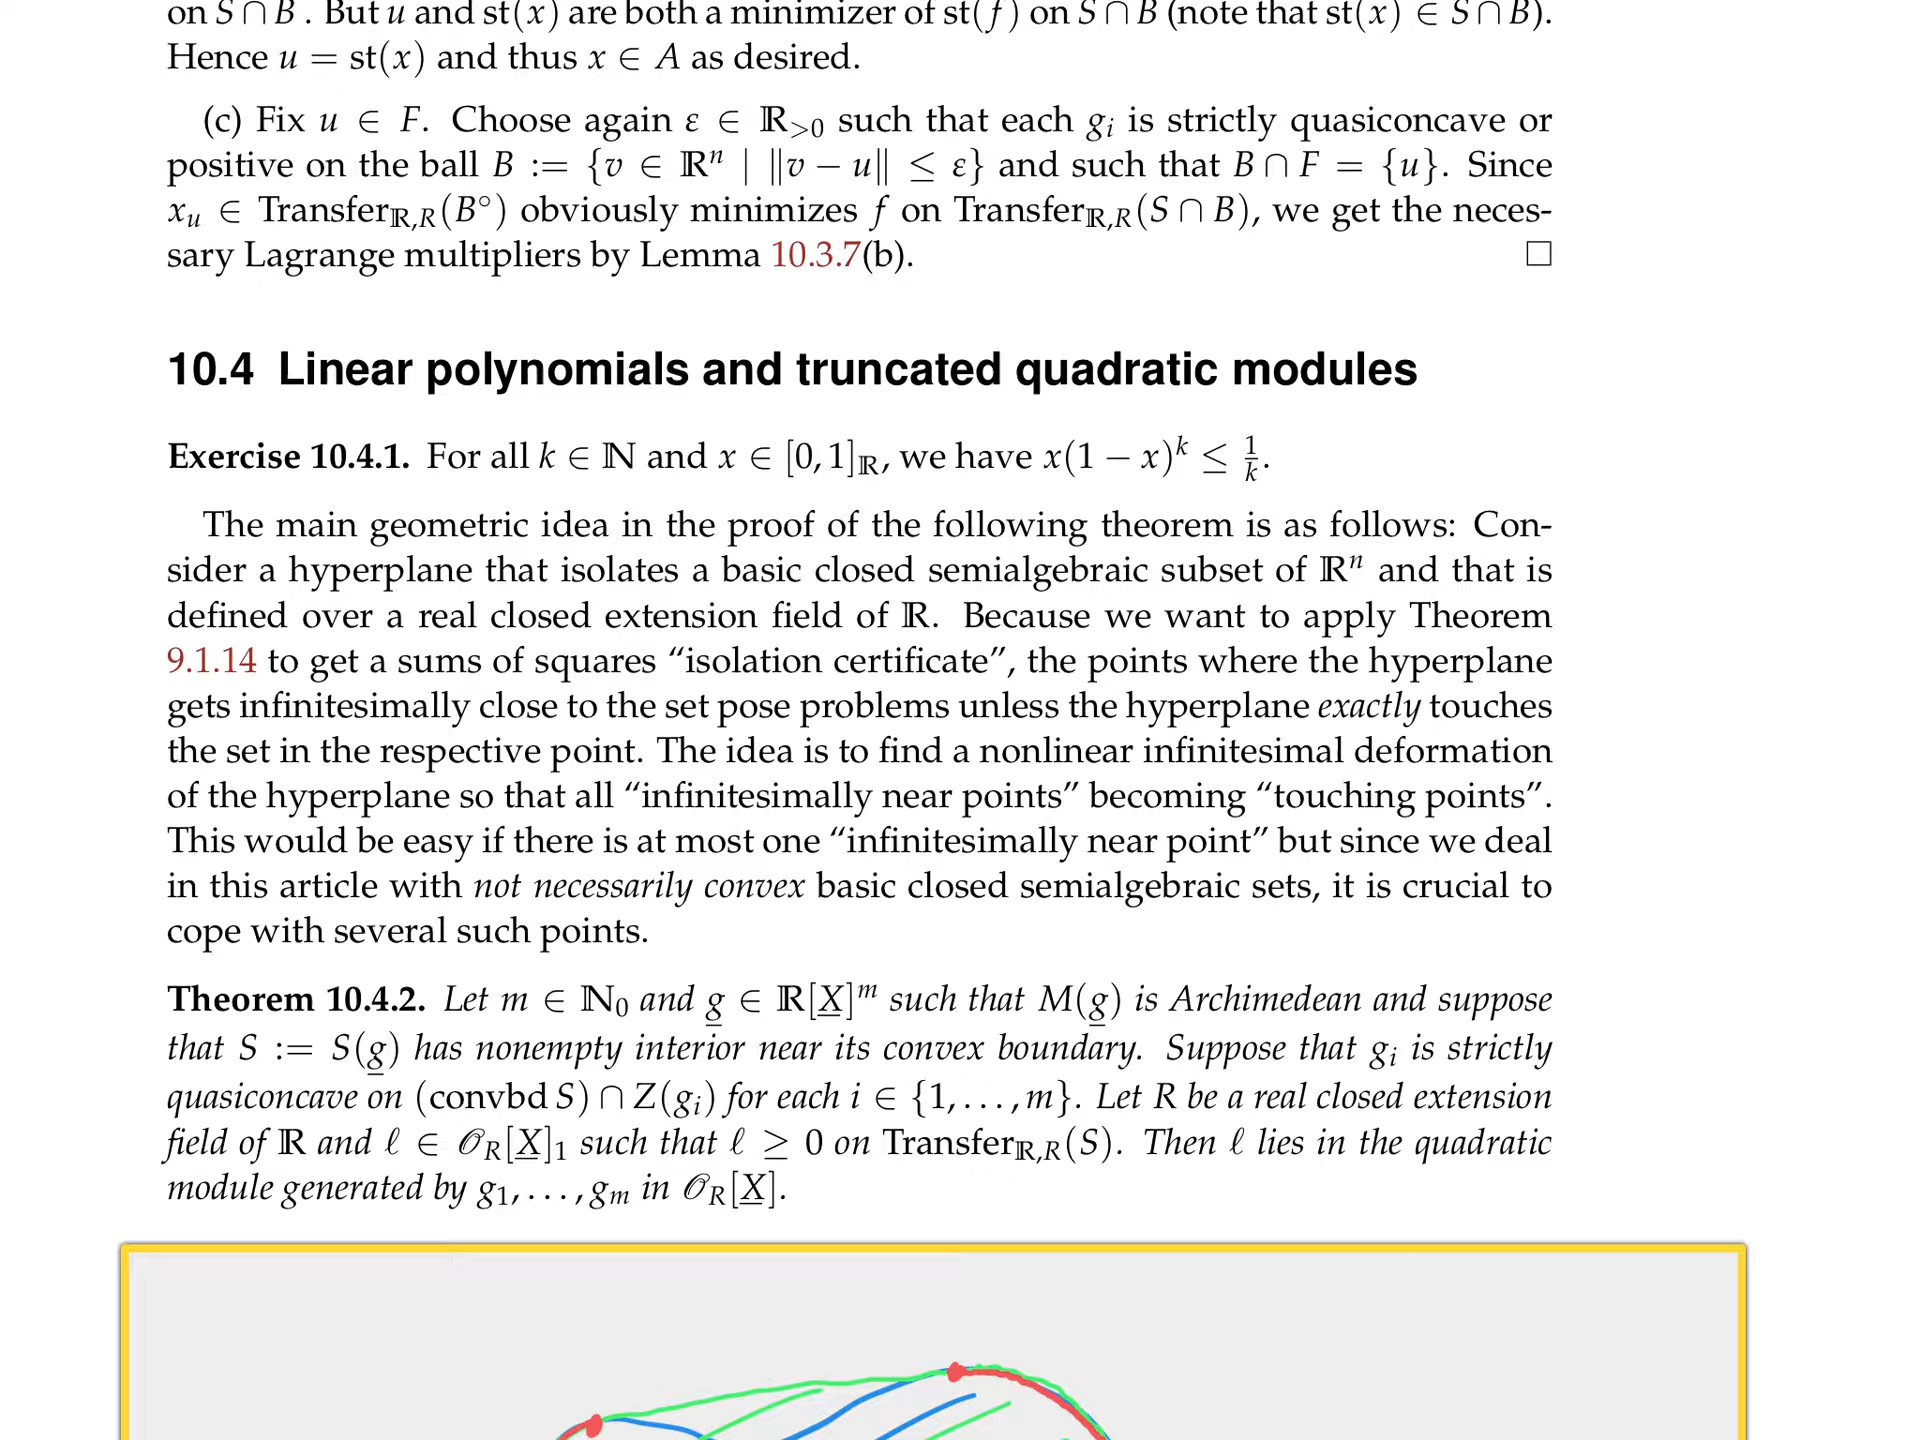 on S ∩ B . But u and st(x) are both a minimizer of st(f) on S ∩ B (note that st(x) ∈ S ∩ B).
Hence u = st(x) and thus x ∈ A as desired.
(c) Fix u ∈ F. Choose again ε ∈ ℝ_{>0} such that each g_i is strictly quasiconcave or
positive on the ball B := {v ∈ ℝⁿ | ‖v − u‖ ≤ ε} and such that B ∩ F = {u}. Since
x_u ∈ Transfer_{ℝ,R}(B°) obviously minimizes f on Transfer_{ℝ,R}(S ∩ B), we get the neces-
sary Lagrange multipliers by Lemma 10.3.7(b). □
10.4 Linear polynomials and truncated quadratic modules
Exercise 10.4.1. For all k ∈ ℕ and x ∈ [0, 1]_ℝ, we have x(1 − x)^k ≤ 1/k.
The main geometric idea in the proof of the following theorem is as follows: Con-
sider a hyperplane that isolates a basic closed semialgebraic subset of ℝⁿ and that is
defined over a real closed extension field of ℝ. Because we want to apply Theorem
9.1.14 to get a sums of squares “isolation certificate”, the points where the hyperplane
gets infinitesimally close to the set pose problems unless the hyperplane exactly touches
the set in the respective point. The idea is to find a nonlinear infinitesimal deformation
of the hyperplane so that all “infinitesimally near points” becoming “touching points”.
This would be easy if there is at most one “infinitesimally near point” but since we deal
in this article with not necessarily convex basic closed semialgebraic sets, it is crucial to
cope with several such points.
Theorem 10.4.2. Let m ∈ ℕ₀ and g ∈ ℝ[X]^m such that M(g) is Archimedean and suppose
that S := S(g) has nonempty interior near its convex boundary. Suppose that g_i is strictly
quasiconcave on (convbd S) ∩ Z(g_i) for each i ∈ {1, . . . , m}. Let R be a real closed extension
field of ℝ and ℓ ∈ 𝒪_R[X]₁ such that ℓ ≥ 0 on Transfer_{ℝ,R}(S). Then ℓ lies in the quadratic
module generated by g₁, . . . , g_m in 𝒪_R[X].